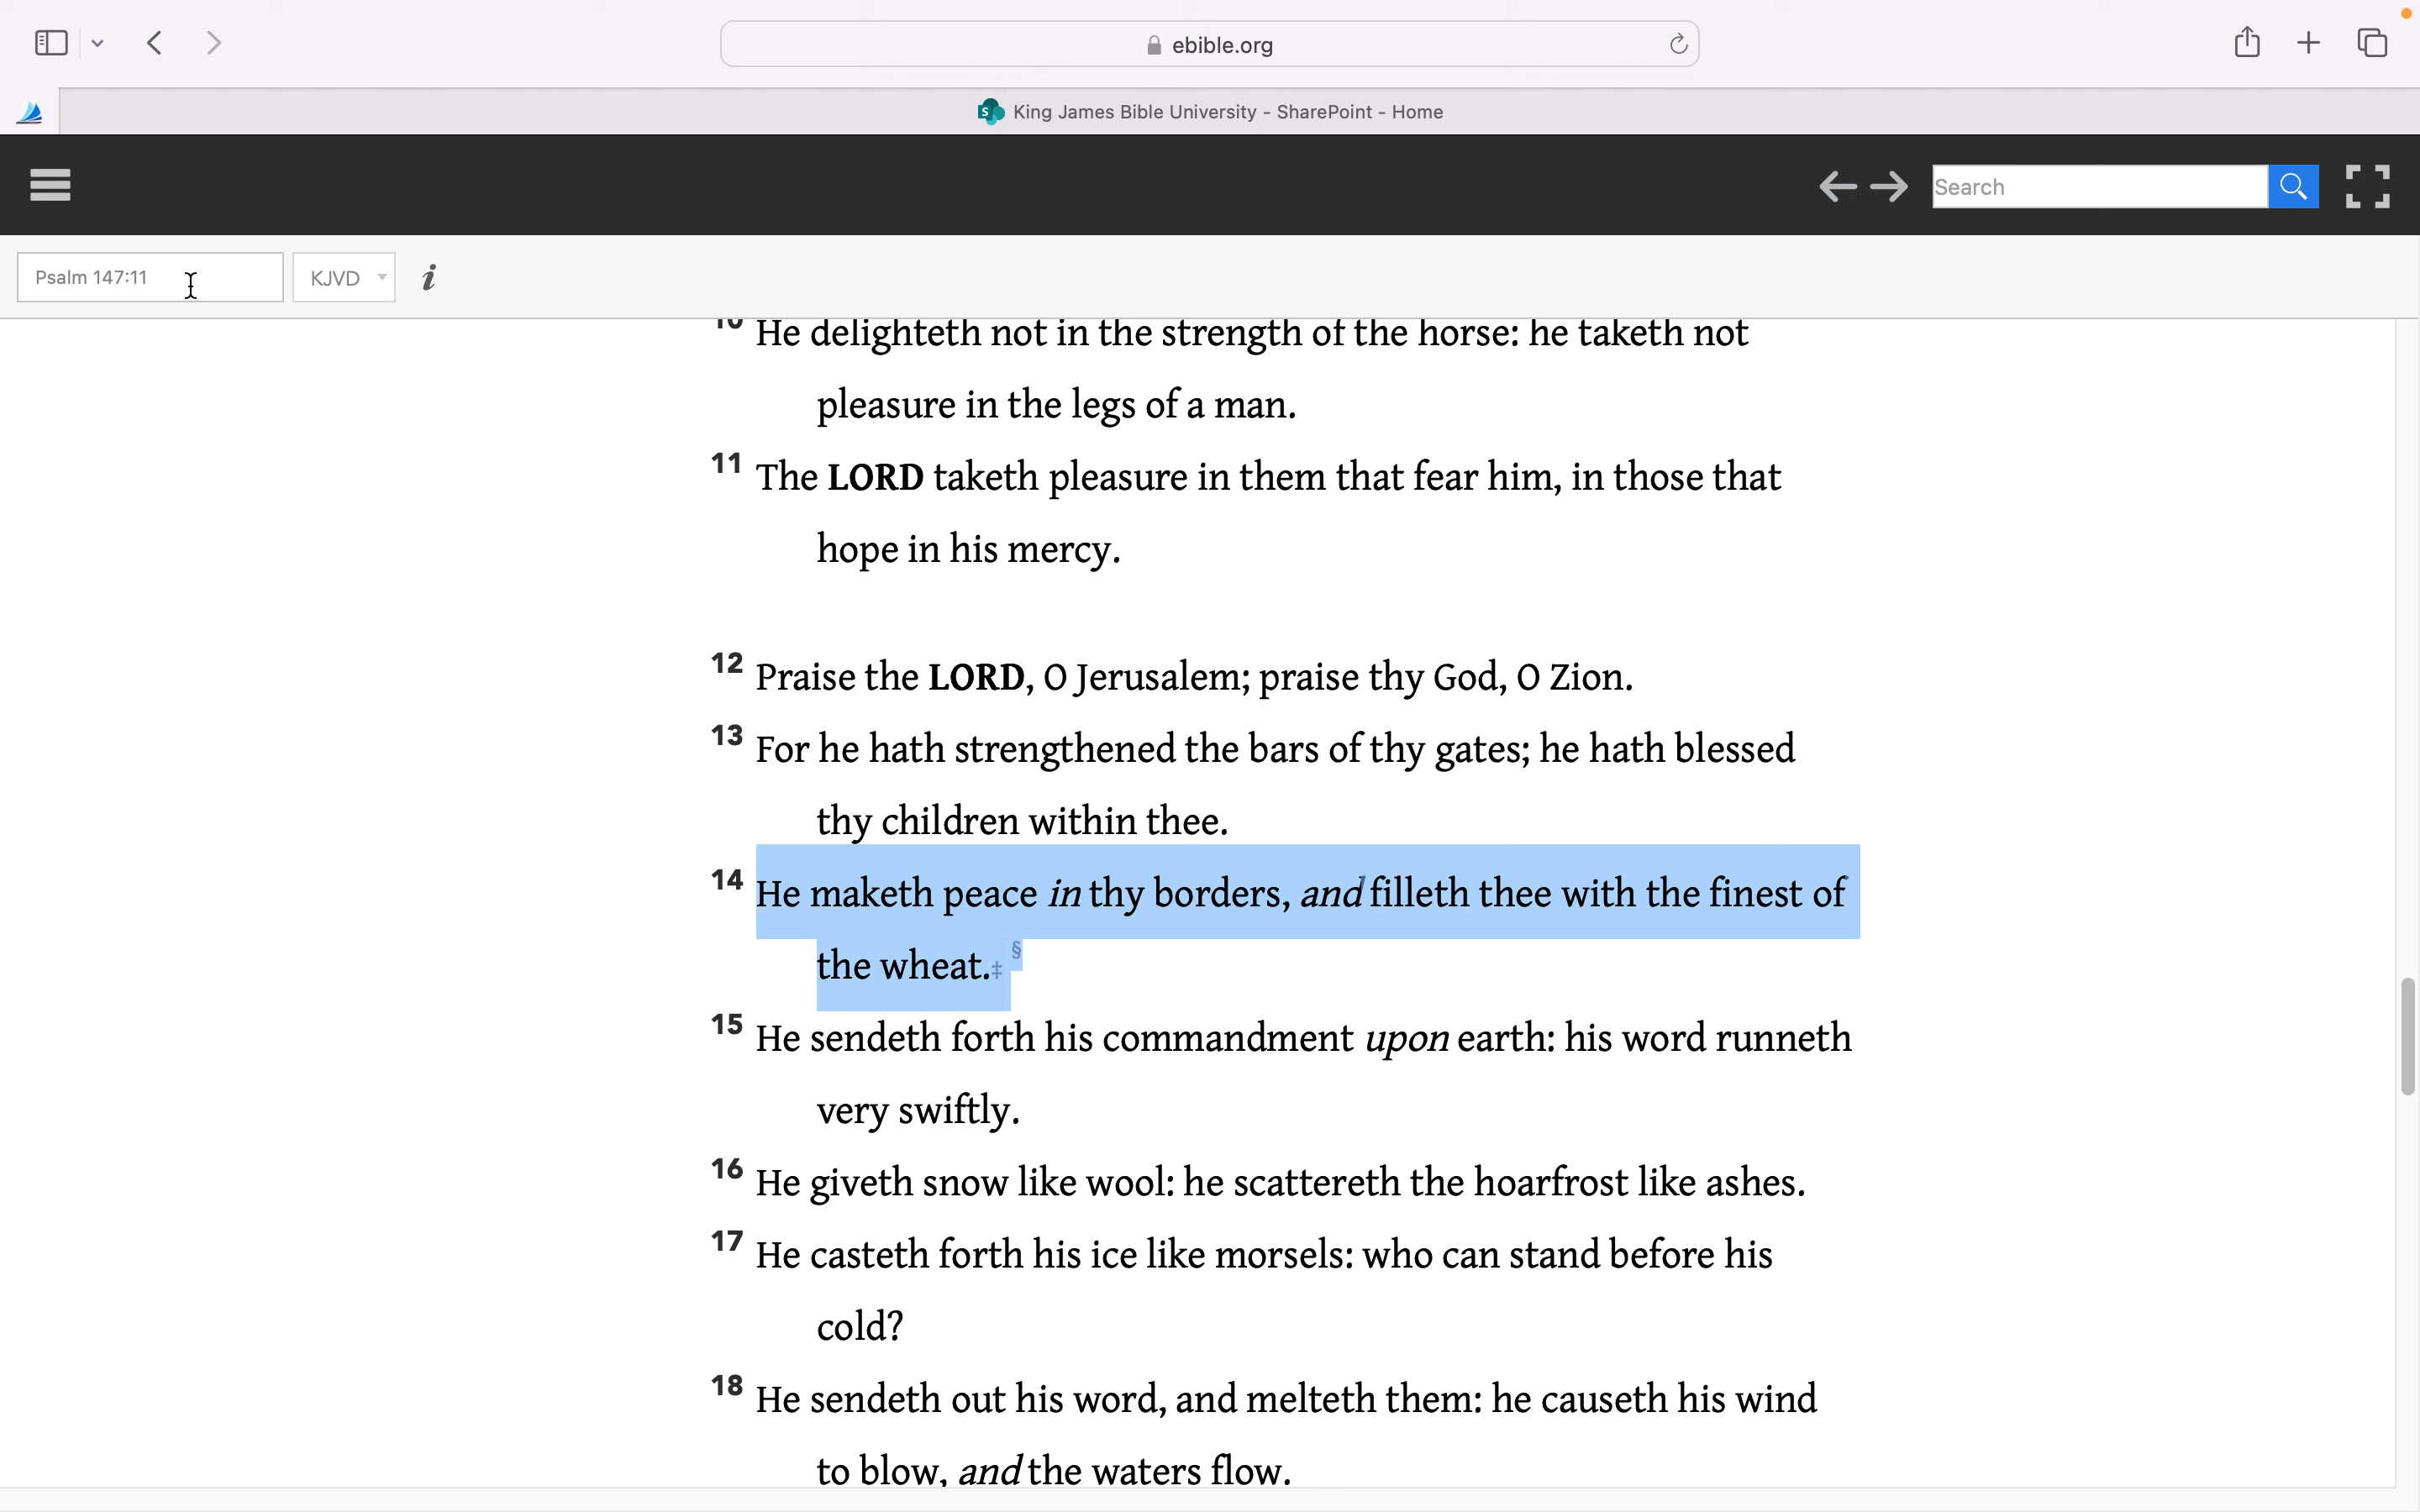 ebible.org
King James Bible University - SharePoint - Home
Search
Psalm 147:11
KJVD
10 He delighteth not in the strength of the horse: he taketh not
pleasure in the legs of a man.
11 The LORD taketh pleasure in them that fear him, in those that
hope in his mercy.
12 Praise the LORD, O Jerusalem; praise thy God, O Zion.
13 For he hath strengthened the bars of thy gates; he hath blessed
thy children within thee.
14 He maketh peace in thy borders, and filleth thee with the finest of
the wheat.‡ §
15 He sendeth forth his commandment upon earth: his word runneth
very swiftly.
16 He giveth snow like wool: he scattereth the hoarfrost like ashes.
17 He casteth forth his ice like morsels: who can stand before his
cold?
18 He sendeth out his word, and melteth them: he causeth his wind
to blow, and the waters flow.